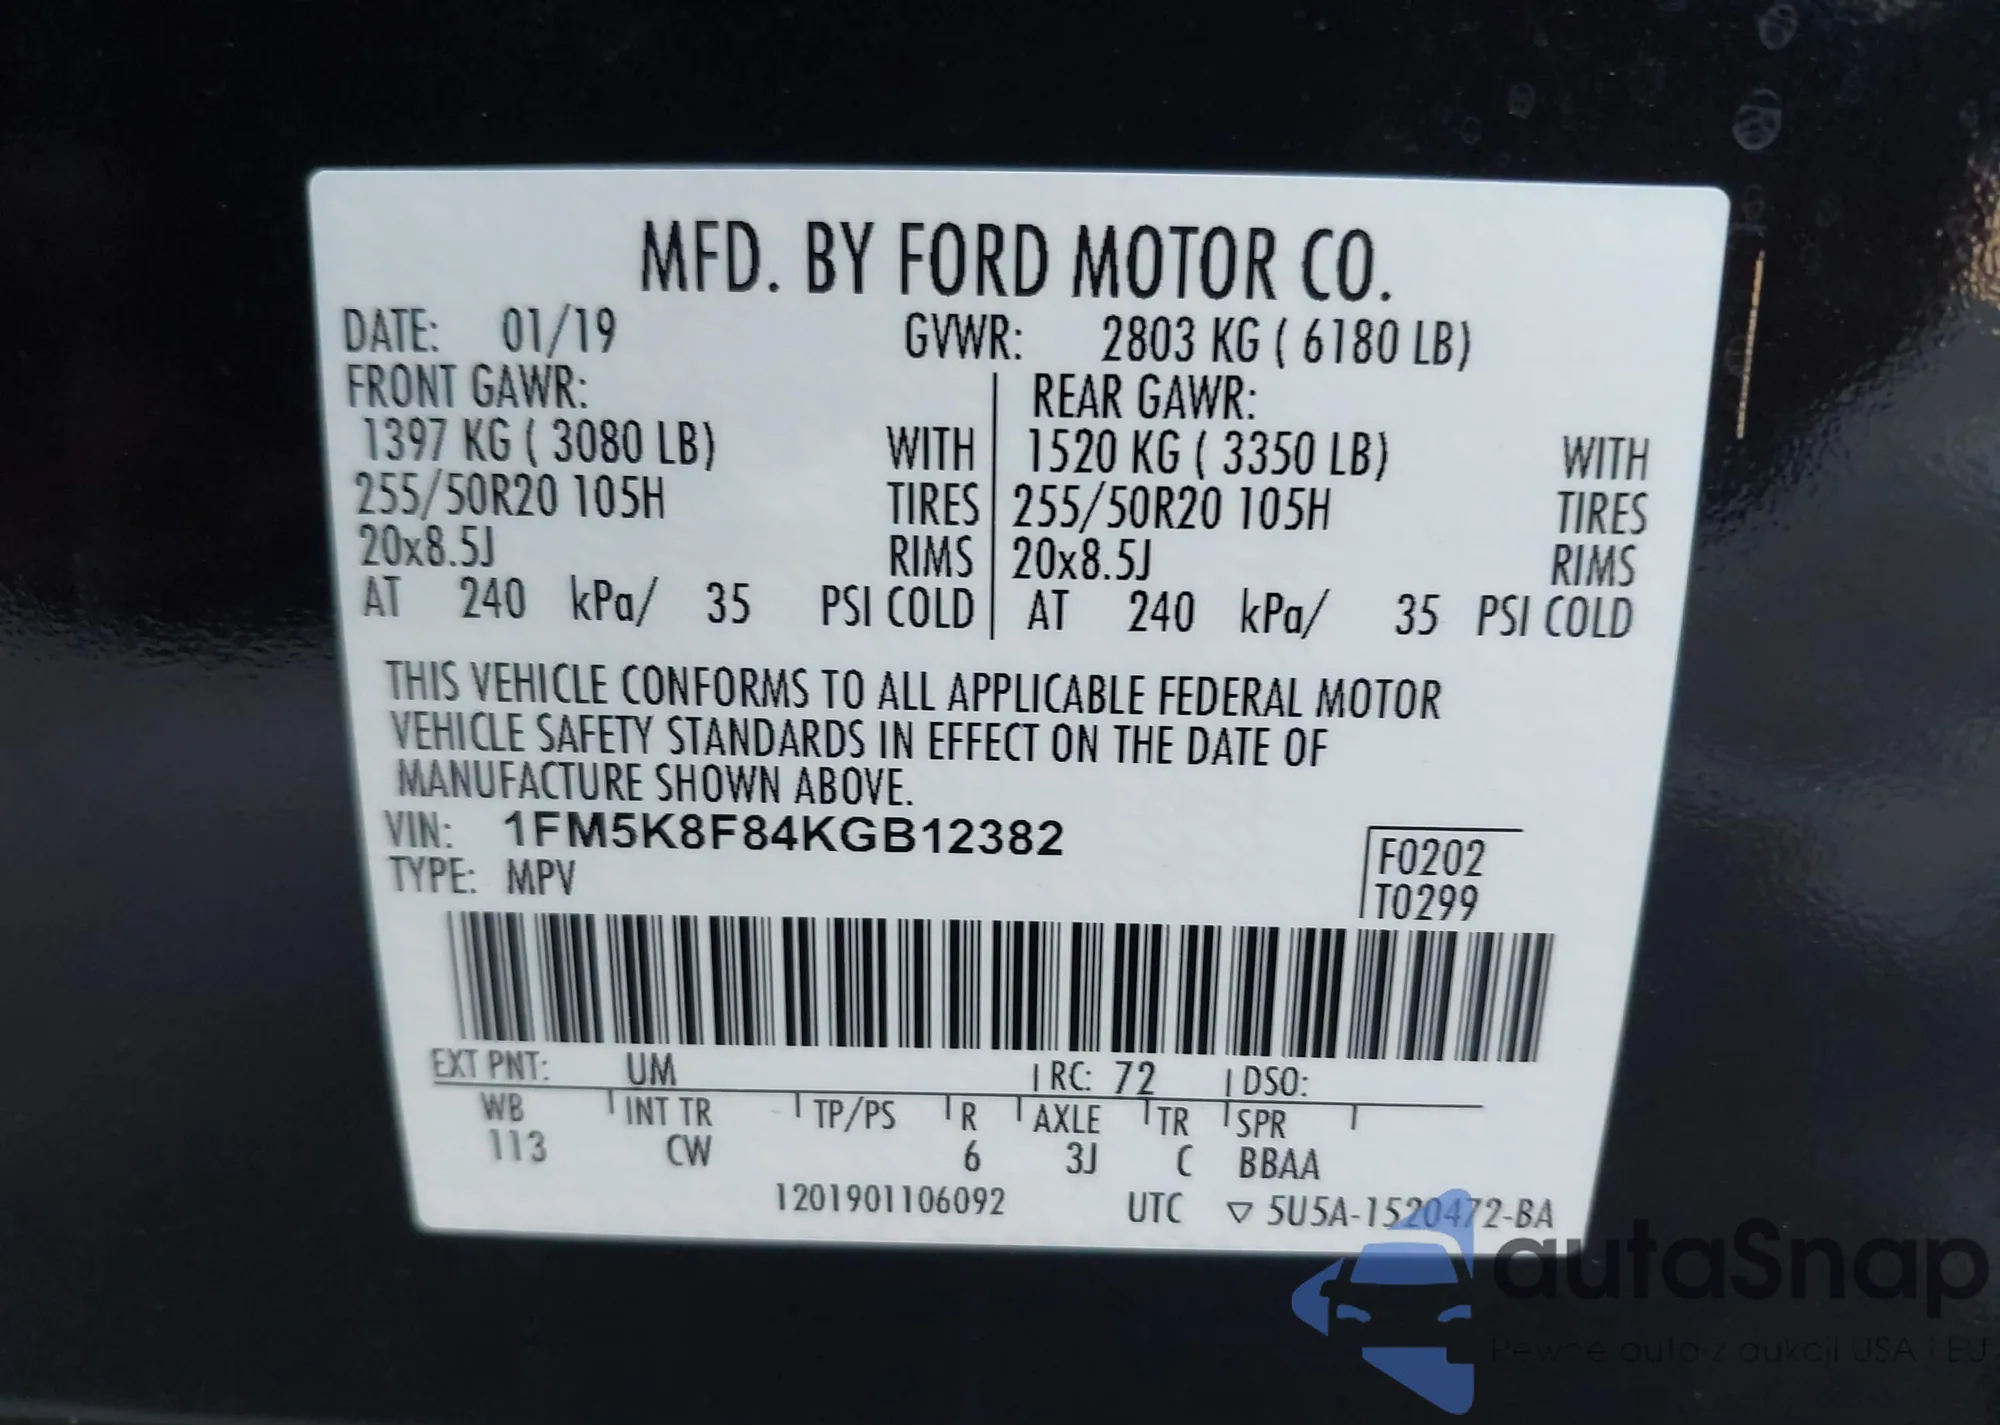 MFD. BY FORD MOTOR CO.
DATE: 01/19 GVWR: 2803 KG ( 6180 LB)
FRONT GAWR: REAR GAWR:
1397 KG ( 3080 LB) WITH 1520 KG ( 3350 LB) WITH
255/50R20 105H TIRES 255/50R20 105H TIRES
20x8.5J RIMS 20x8.5J RIMS
AT 240 kPa/ 35 PSI COLD AT 240 kPa/ 35 PSI COLD
THIS VEHICLE CONFORMS TO ALL APPLICABLE FEDERAL MOTOR
VEHICLE SAFETY STANDARDS IN EFFECT ON THE DATE OF
MANUFACTURE SHOWN ABOVE.
VIN: 1FM5K8F84KGB12382
F0202
TYPE: MPV
T0299
EXT PNT: UM RC: 72 DSO:
WB INT TR TP/PS R AXLE TR SPR
113 CW 6 3J C BBAA
1201901106092 UTC ▽ 5U5A-1520472-BA
autaSnap
Pewne auta z aukcji USA i EU